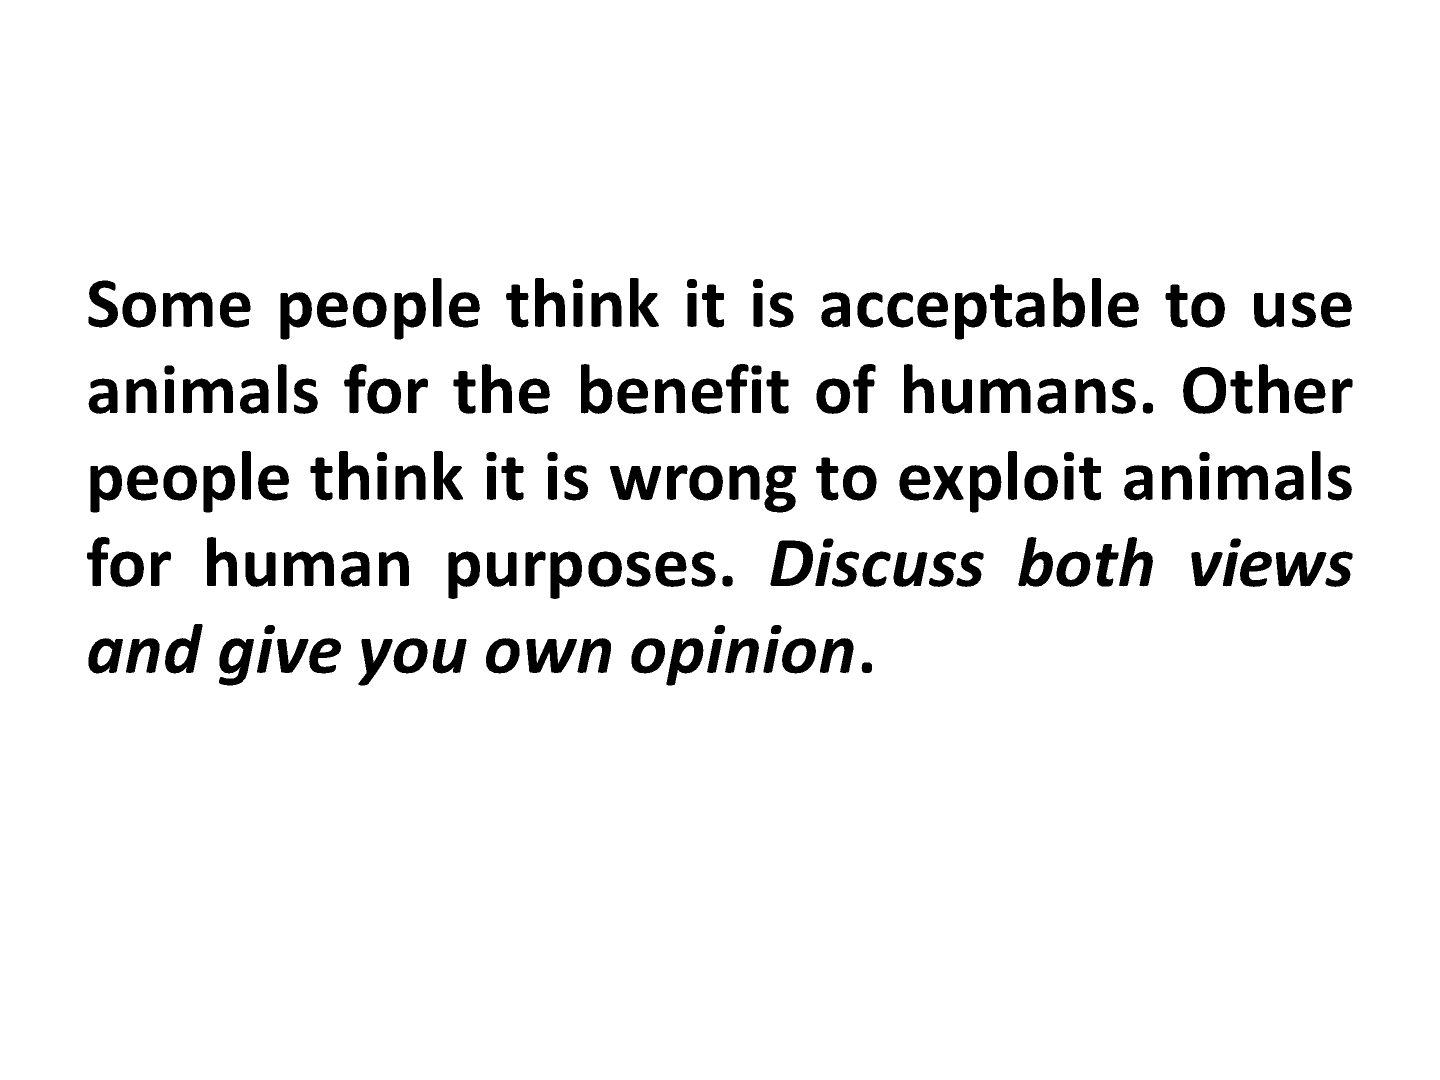 Some people think it is acceptable to use
animals for the benefit of humans. Other
people think it is wrong to exploit animals
for human purposes. Discuss both views
and give you own opinion.